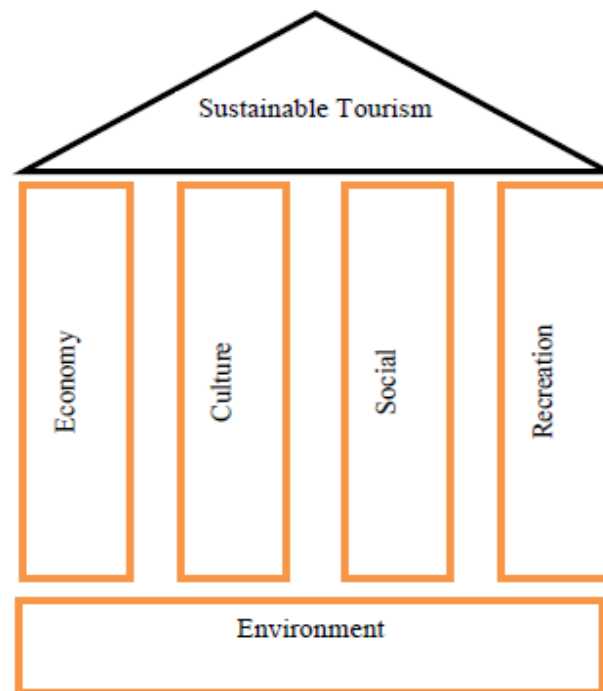 Sustainable Tourism
Economy
Culture
Social
Recreation
Environment